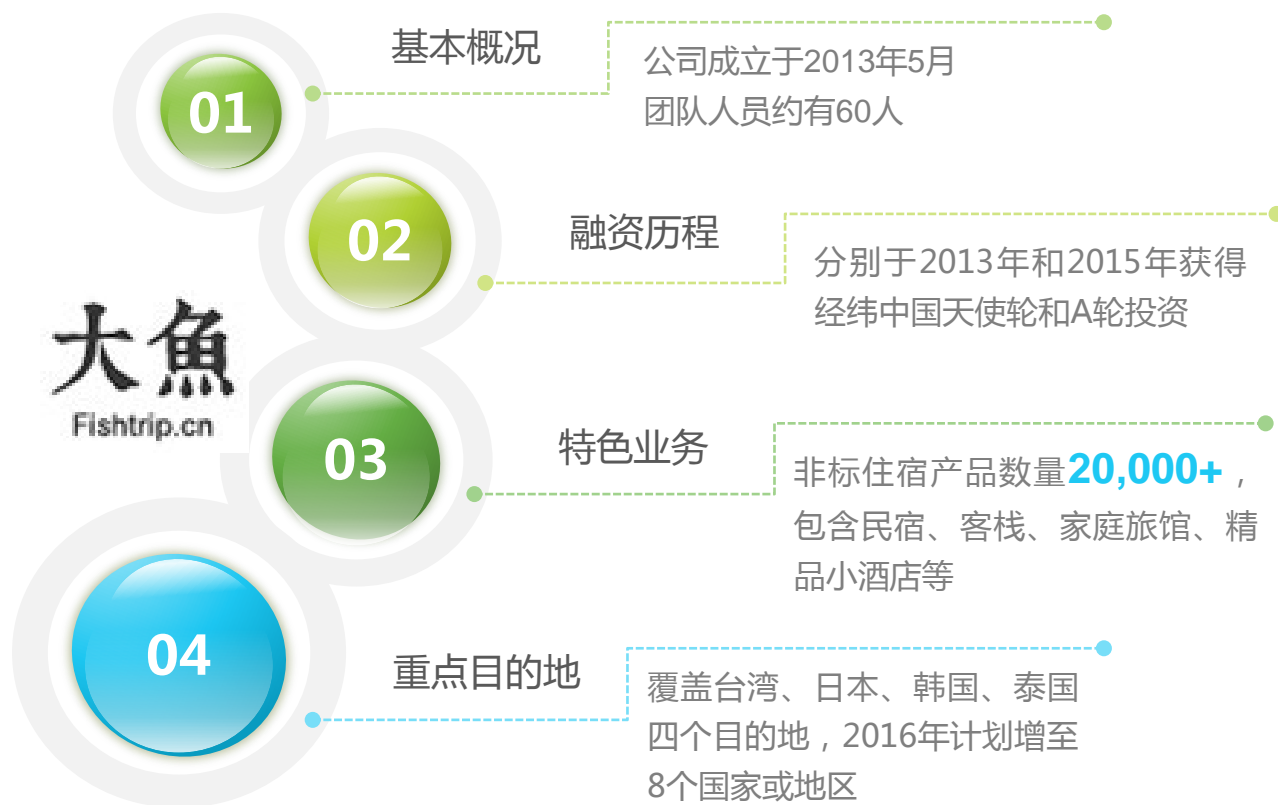 01
基本概况
公司成立于2013年5月
团队人员约有60人
02
融资历程
分别于2013年和2015年获得
经纬中国天使轮和A轮投资
大魚
Fishtrip.cn
03
特色业务
非标住宿产品数量20,000+，
包含民宿、客栈、家庭旅馆、精
品小酒店等
04
重点目的地
覆盖台湾、日本、韩国、泰国
四个目的地，2016年计划增至
8个国家或地区